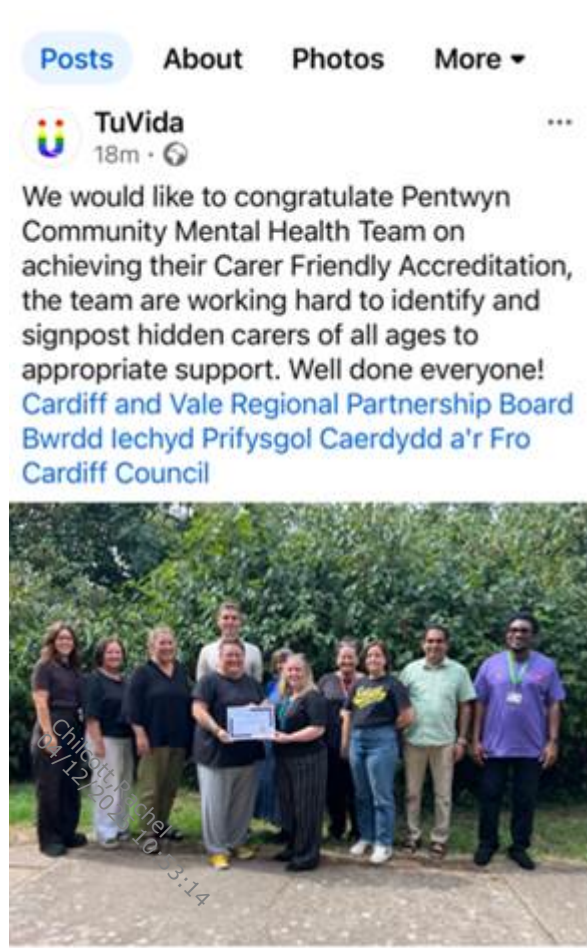 Posts About Photos More
TuVida
18m ·
We would like to congratulate Pentwyn
Community Mental Health Team on
achieving their Carer Friendly Accreditation,
the team are working hard to identify and
signpost hidden carers of all ages to
appropriate support. Well done everyone!
Cardiff and Vale Regional Partnership Board
Bwrdd Iechyd Prifysgol Caerdydd a'r Fro
Cardiff Council
Chilcott,